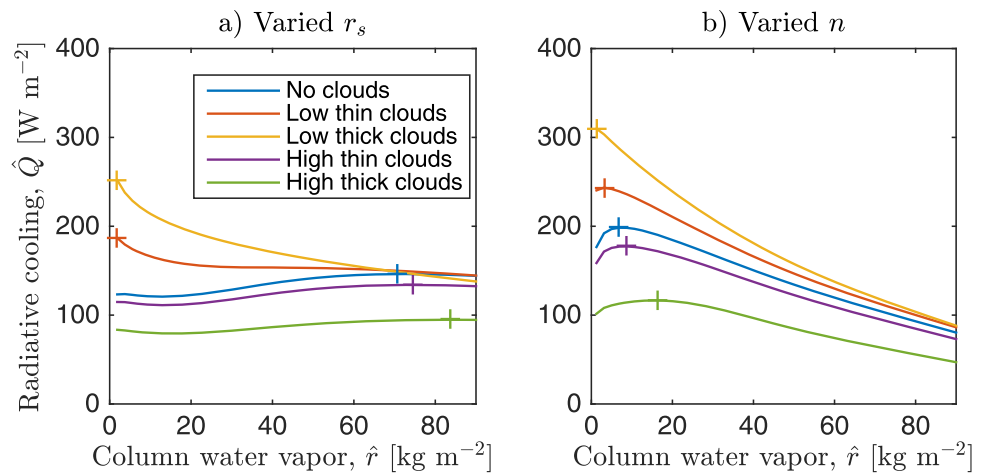 a) Varied r_s
b) Varied n
Radiative cooling, Q̂ [W m⁻²]
400
300
200
100
0
No clouds
Low thin clouds
Low thick clouds
High thin clouds
High thick clouds
0 20 40 60 80
Column water vapor, r̂ [kg m⁻²]
400
300
200
100
0
0 20 40 60 80
Column water vapor, r̂ [kg m⁻²]